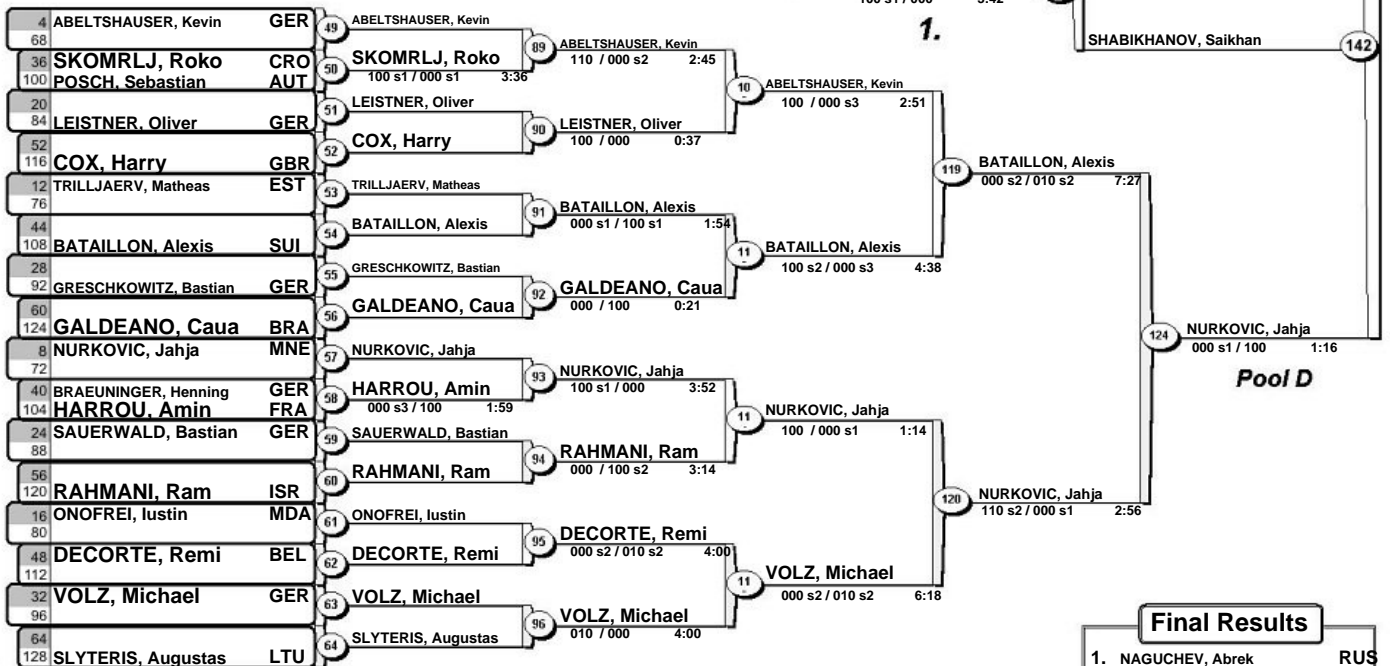 4 ABELTSHAUSER, Kevin GER
68
36 SKOMRLJ, Roko CRO
100 POSCH, Sebastian AUT
20
84 LEISTNER, Oliver GER
52
116 COX, Harry GBR
12 TRILLJAERV, Matheas EST
76
44
108 BATAILLON, Alexis SUI
28
92 GRESCHKOWITZ, Bastian GER
60
124 GALDEANO, Caua BRA
8 NURKOVIC, Jahja MNE
72
40 BRAEUNINGER, Henning GER
104 HARROU, Amin FRA
24 SAUERWALD, Bastian GER
88
56
120 RAHMANI, Ram ISR
16 ONOFREI, Iustin MDA
80
48 DECORTE, Remi BEL
112
32 VOLZ, Michael GER
96
64
128 SLYTERIS, Augustas LTU
49 ABELTSHAUSER, Kevin
50 SKOMRLJ, Roko
100 s1 / 000 s1 3:36
51 LEISTNER, Oliver
52 COX, Harry
53 TRILLJAERV, Matheas
54 BATAILLON, Alexis
55 GRESCHKOWITZ, Bastian
56 GALDEANO, Caua
57 NURKOVIC, Jahja
58 HARROU, Amin
000 s3 / 100 1:59
59 SAUERWALD, Bastian
60 RAHMANI, Ram
61 ONOFREI, Iustin
62 DECORTE, Remi
63 VOLZ, Michael
64 SLYTERIS, Augustas
89 ABELTSHAUSER, Kevin
110 / 000 s2 2:45
90 LEISTNER, Oliver
100 / 000 0:37
91 BATAILLON, Alexis
000 s1 / 100 s1 1:54
92 GALDEANO, Caua
000 / 100 0:21
93 NURKOVIC, Jahja
100 s1 / 000 3:52
94 RAHMANI, Ram
000 / 100 s2 3:14
95 DECORTE, Remi
000 s2 / 010 s2 4:00
96 VOLZ, Michael
010 / 000 4:00
10 ABELTSHAUSER, Kevin
100 / 000 s3 2:51
11 BATAILLON, Alexis
100 s2 / 000 s3 4:38
11 NURKOVIC, Jahja
100 / 000 s1 1:14
11 VOLZ, Michael
000 s2 / 010 s2 6:18
119 BATAILLON, Alexis
000 s2 / 010 s2 7:27
120 NURKOVIC, Jahja
110 s2 / 000 s1 2:56
124 NURKOVIC, Jahja
000 s1 / 100 1:16
Pool D
1.
SHABIKHANOV, Saikhan
142
Final Results
1. NAGUCHEV, Abrek RUS